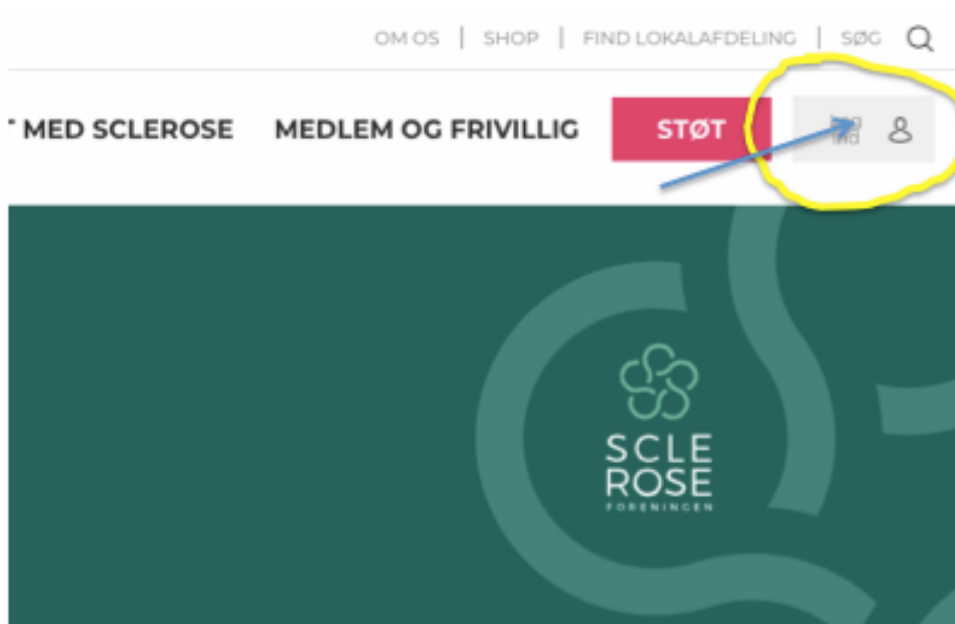 OM OS | SHOP | FIND LOKALAFDELING | SØG
MED SCLEROSE MEDLEM OG FRIVILLIG STØT
SCLE
ROSE
FORENINGEN